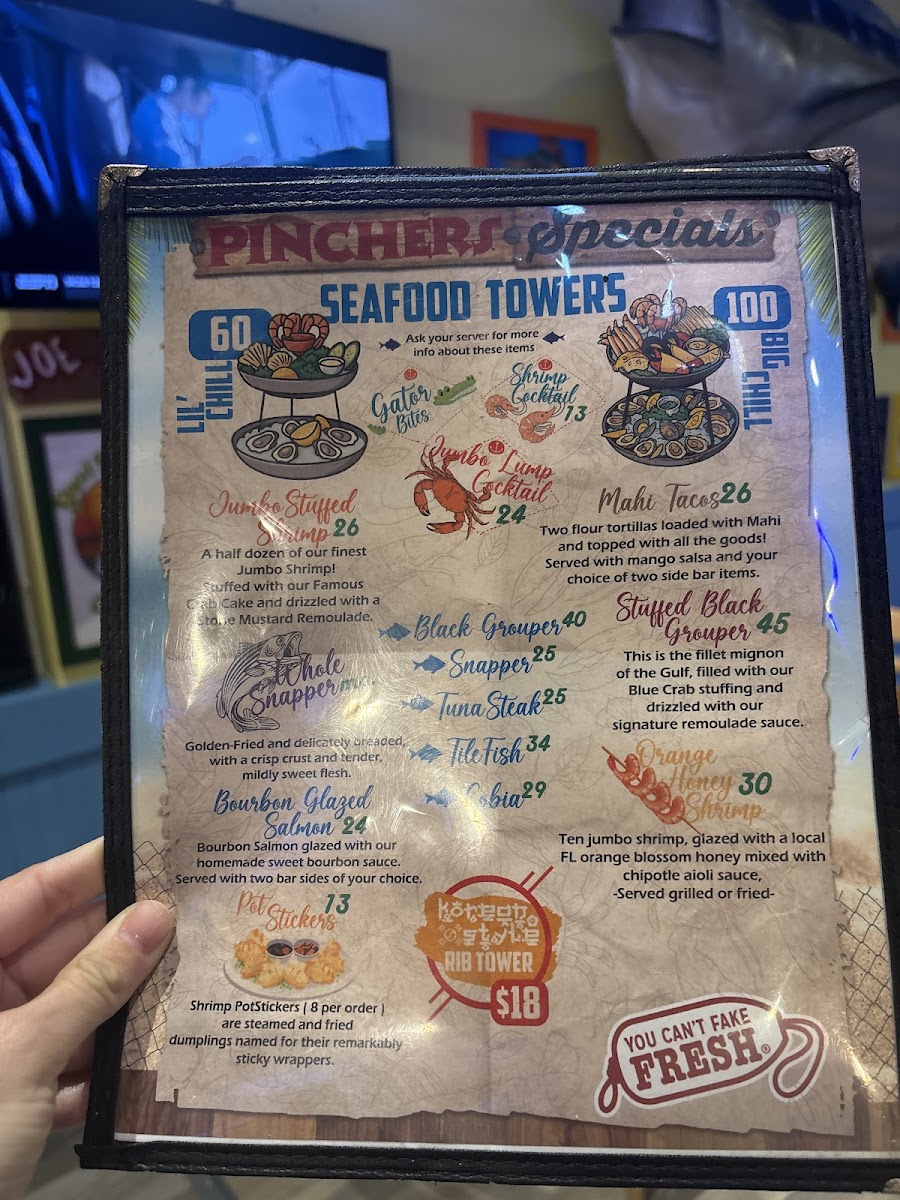 JOE
PINCHERS Specials
SEAFOOD TOWERS
60
LIL' CHILL
Ask your server for more
info about these items
100
BIG CHILL
Gator
Bites
Shrimp
Cocktail
13
Jumbo Lump
Cocktail
24
Jumbo Stuffed
Shrimp 26
A half dozen of our finest
Jumbo Shrimp!
Stuffed with our Famous
Crab Cake and drizzled with a
Stone Mustard Remoulade.
Mahi Tacos 26
Two flour tortillas loaded with Mahi
and topped with all the goods!
Served with mango salsa and your
choice of two side bar items.
Black Grouper 40
Snapper 25
Tuna Steak 25
TileFish 34
Cobia 29
Whole
Snapper
Golden-Fried and delicately breaded,
with a crisp crust and tender,
mildly sweet flesh.
Stuffed Black
Grouper 45
This is the fillet mignon
of the Gulf, filled with our
Blue Crab stuffing and
drizzled with our
signature remoulade sauce.
Bourbon Glazed
Salmon 24
Bourbon Salmon glazed with our
homemade sweet bourbon sauce.
Served with two bar sides of your choice.
Orange
Honey
Shrimp
30
Ten jumbo shrimp, glazed with a local
FL orange blossom honey mixed with
chipotle aioli sauce,
-Served grilled or fried-
Pot
Stickers
13
Shrimp PotStickers ( 8 per order )
are steamed and fried
dumplings named for their remarkably
sticky wrappers.
style
RIB TOWER
$18
YOU CAN'T FAKE
FRESH®